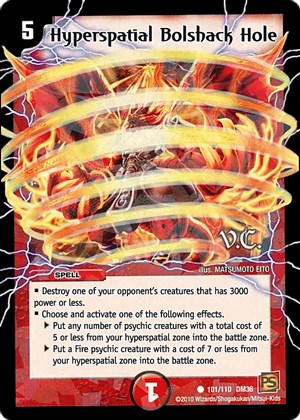 5 Hyperspatial Bolshack Hole
V.C.
illus. MATSUMOTO EITO
SPELL
■ Destroy one of your opponent's creatures that has 3000
power or less.
■ Choose and activate one of the following effects.
▶ Put any number of psychic creatures with a total cost of
5 or less from your hyperspatial zone into the battle zone.
▶ Put a Fire psychic creature with a cost of 7 or less from
your hyperspatial zone into the battle zone.
1
● 101/110 DM36
©2010 Wizards/Shogakukan/Mitsui-Kids
PS